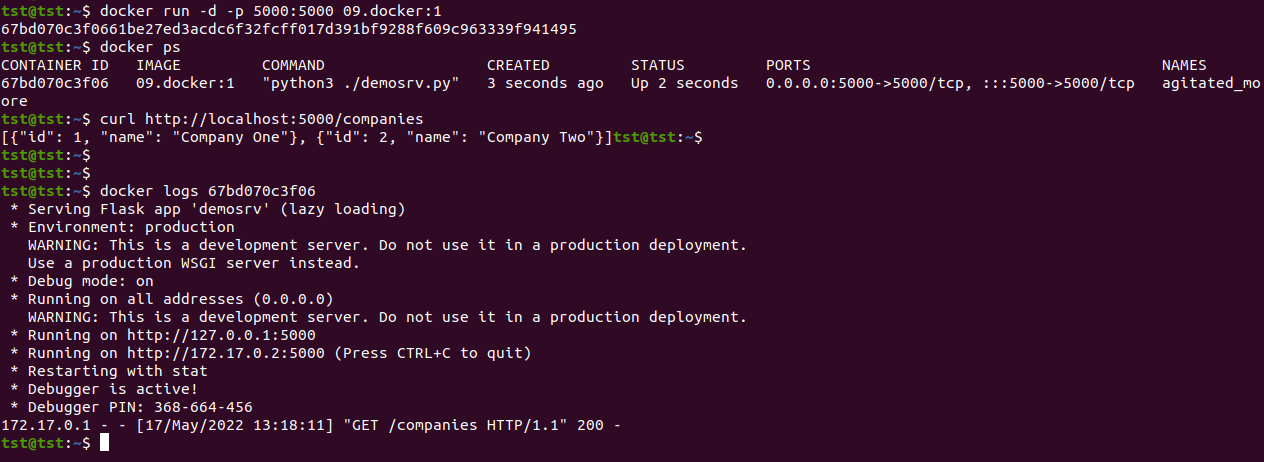 tst@tst:~$ docker run -d -p 5000:5000 09.docker:1
67bd070c3f0661be27ed3acdc6f32fcff017d391bf9288f609c963339f941495
tst@tst:~$ docker ps
CONTAINER ID   IMAGE         COMMAND                  CREATED         STATUS         PORTS                                       NAMES
67bd070c3f06   09.docker:1   "python3 ./demosrv.py"   3 seconds ago   Up 2 seconds   0.0.0.0:5000->5000/tcp, :::5000->5000/tcp   agitated_mo
ore
tst@tst:~$ curl http://localhost:5000/companies
[{"id": 1, "name": "Company One"}, {"id": 2, "name": "Company Two"}]tst@tst:~$
tst@tst:~$
tst@tst:~$
tst@tst:~$ docker logs 67bd070c3f06
 * Serving Flask app 'demosrv' (lazy loading)
 * Environment: production
   WARNING: This is a development server. Do not use it in a production deployment.
   Use a production WSGI server instead.
 * Debug mode: on
 * Running on all addresses (0.0.0.0)
   WARNING: This is a development server. Do not use it in a production deployment.
 * Running on http://127.0.0.1:5000
 * Running on http://172.17.0.2:5000 (Press CTRL+C to quit)
 * Restarting with stat
 * Debugger is active!
 * Debugger PIN: 368-664-456
172.17.0.1 - - [17/May/2022 13:18:11] "GET /companies HTTP/1.1" 200 -
tst@tst:~$